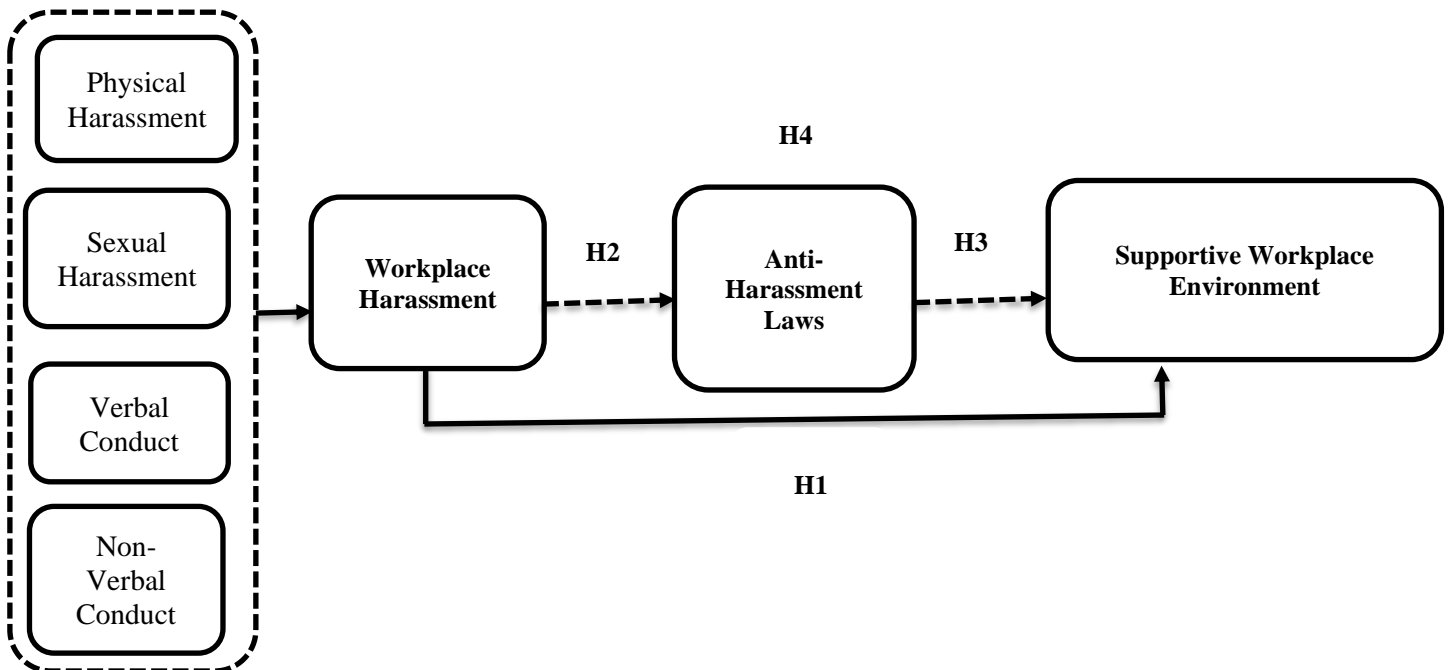 Physical
Harassment
Sexual
Harassment
Verbal
Conduct
Non-
Verbal
Conduct
Workplace
Harassment
H2
H4
Anti-
Harassment
Laws
H3
Supportive Workplace
Environment
H1